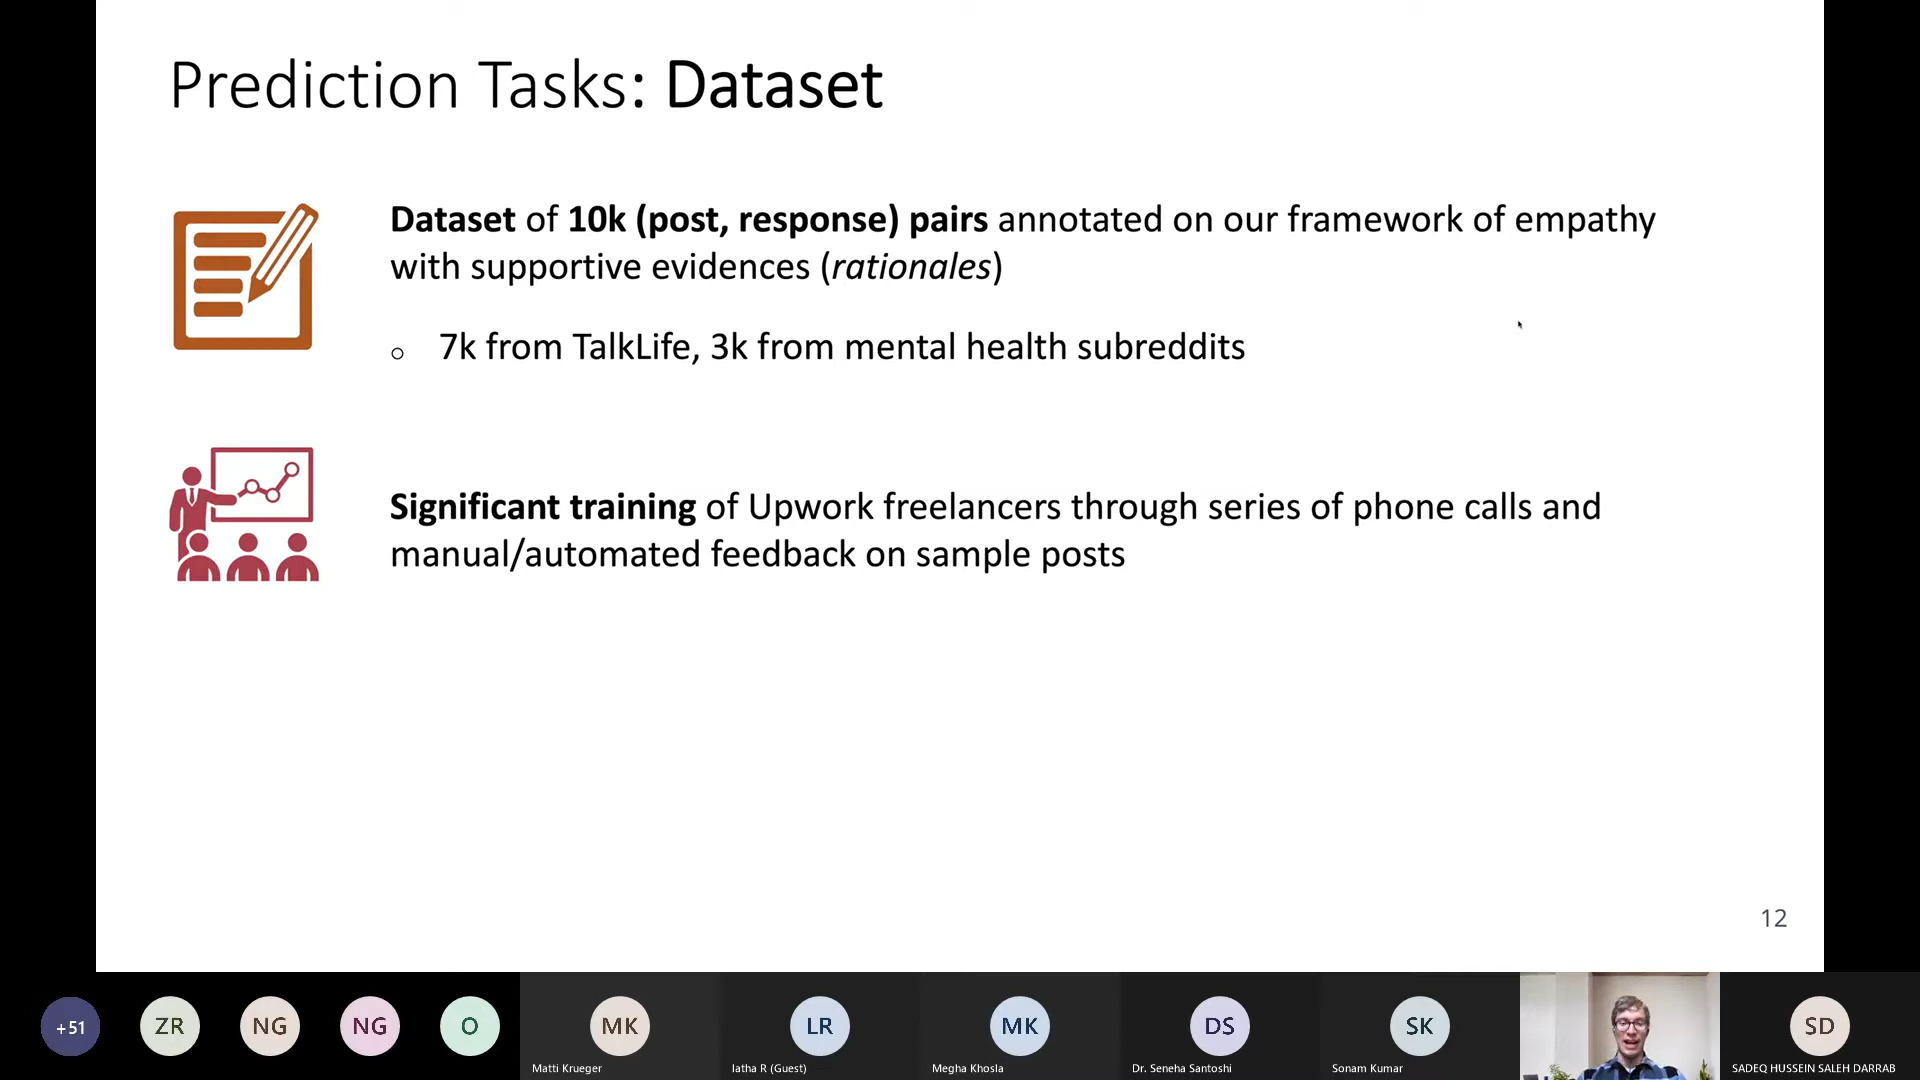 Prediction Tasks: Dataset
Dataset of 10k (post, response) pairs annotated on our framework of empathy
with supportive evidences (rationales)
○ 7k from TalkLife, 3k from mental health subreddits
Significant training of Upwork freelancers through series of phone calls and
manual/automated feedback on sample posts
12
+51
ZR
NG
NG
O
MK
LR
MK
DS
SK
SD
Matti Krueger
latha R (Guest)
Megha Khosla
Dr. Seneha Santoshi
Sonam Kumar
SADEQ HUSSEIN SALEH DARRAB